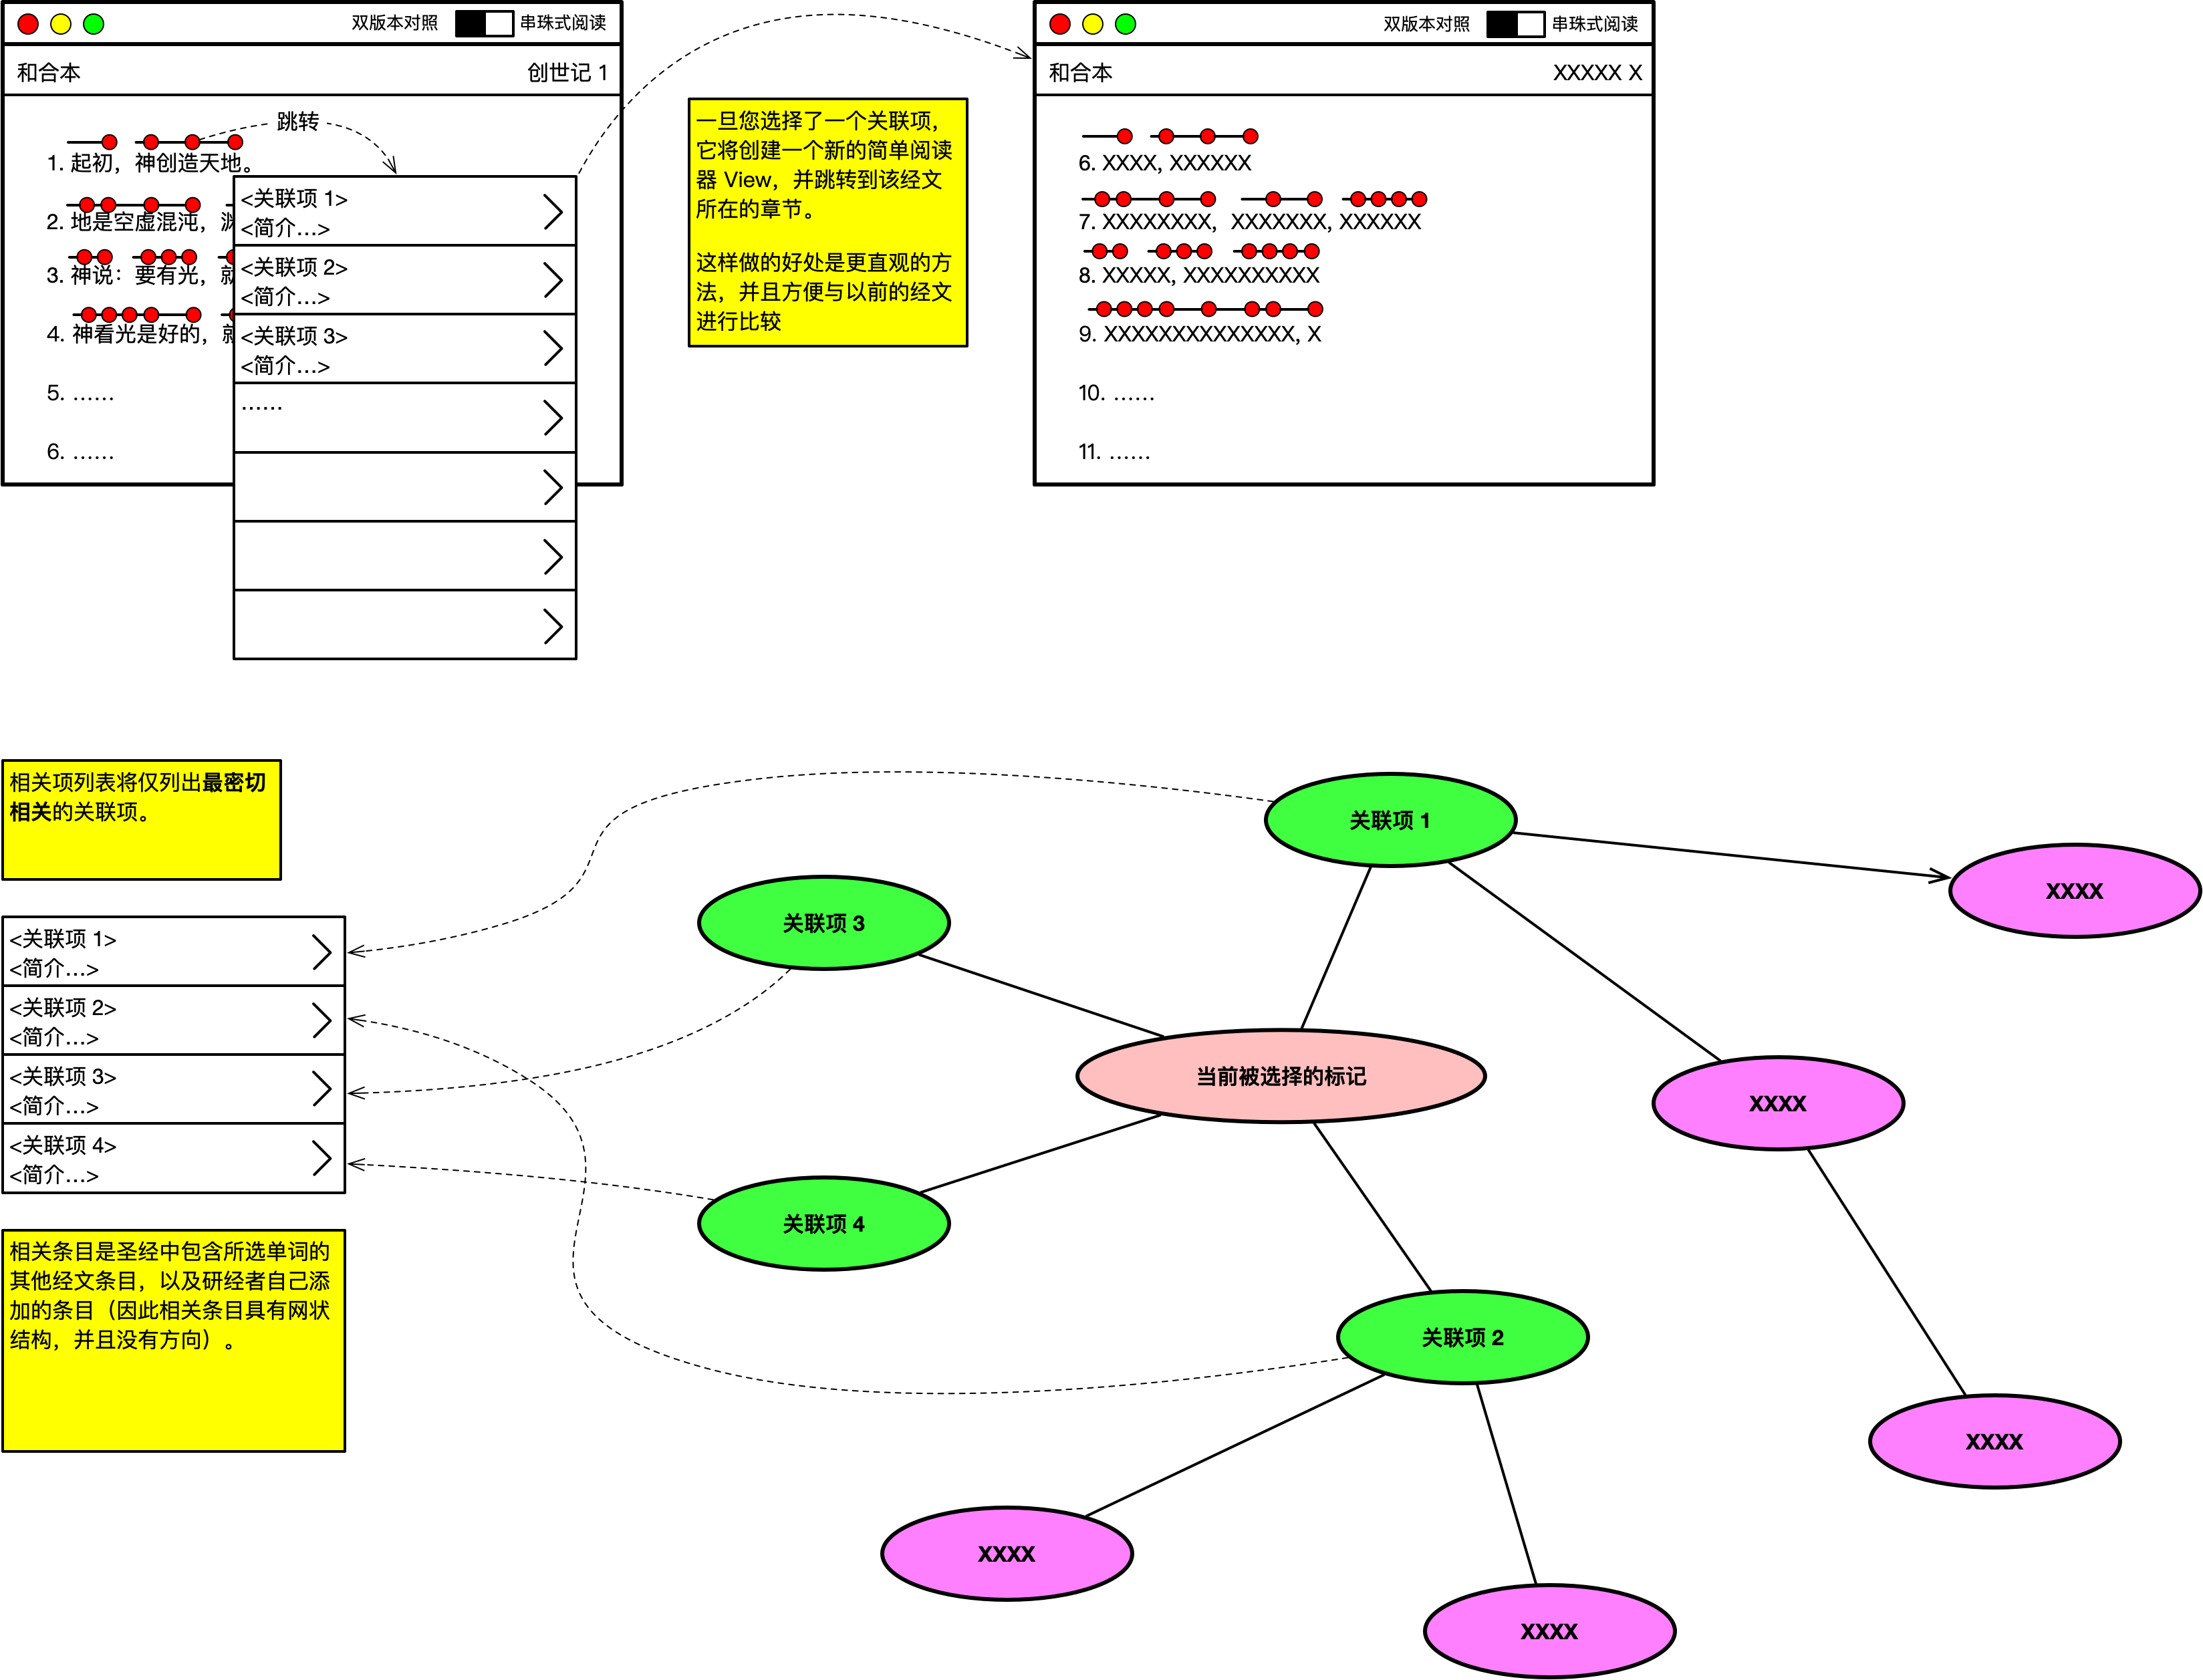 双版本对照 串珠式阅读
和合本 创世记 1
跳转
1. 起初，神创造天地。
2. 地是空虚混沌，
3. 神说：要有光，就
4. 神看光是好的，就
5. ……
6. ……
<关联项 1>
<简介…>
<关联项 2>
<简介…>
<关联项 3>
<简介…>
……
一旦您选择了一个关联项，
它将创建一个新的简单阅读
器 View，并跳转到该经文
所在的章节。
这样做的好处是更直观的方
法，并且方便与以前的经文
进行比较
双版本对照 串珠式阅读
和合本 XXXXX X
6. XXXX, XXXXXX
7. XXXXXXXX, XXXXXXX, XXXXXX
8. XXXXX, XXXXXXXXXX
9. XXXXXXXXXXXXXX, X
10. ……
11. ……
相关项列表将仅列出最密切
相关的关联项。
<关联项 1>
<简介…>
<关联项 2>
<简介…>
<关联项 3>
<简介…>
<关联项 4>
<简介…>
相关条目是圣经中包含所选单词的
其他经文条目，以及研经者自己添
加的条目（因此相关条目具有网状
结构，并且没有方向）。
关联项 1
XXXX
关联项 3
当前被选择的标记
XXXX
关联项 4
关联项 2
XXXX
XXXX
XXXX